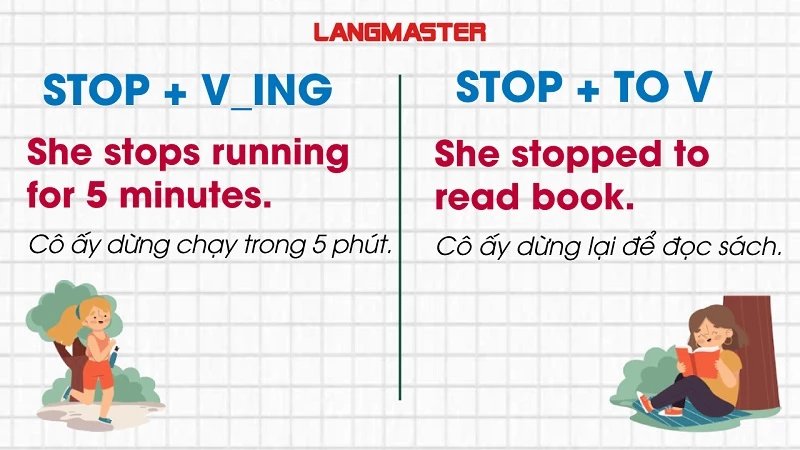 LANGMASTER
STOP + V_ING
She stops running
for 5 minutes.
Cô ấy dừng chạy trong 5 phút.
STOP + TO V
She stopped to
read book.
Cô ấy dừng lại để đọc sách.